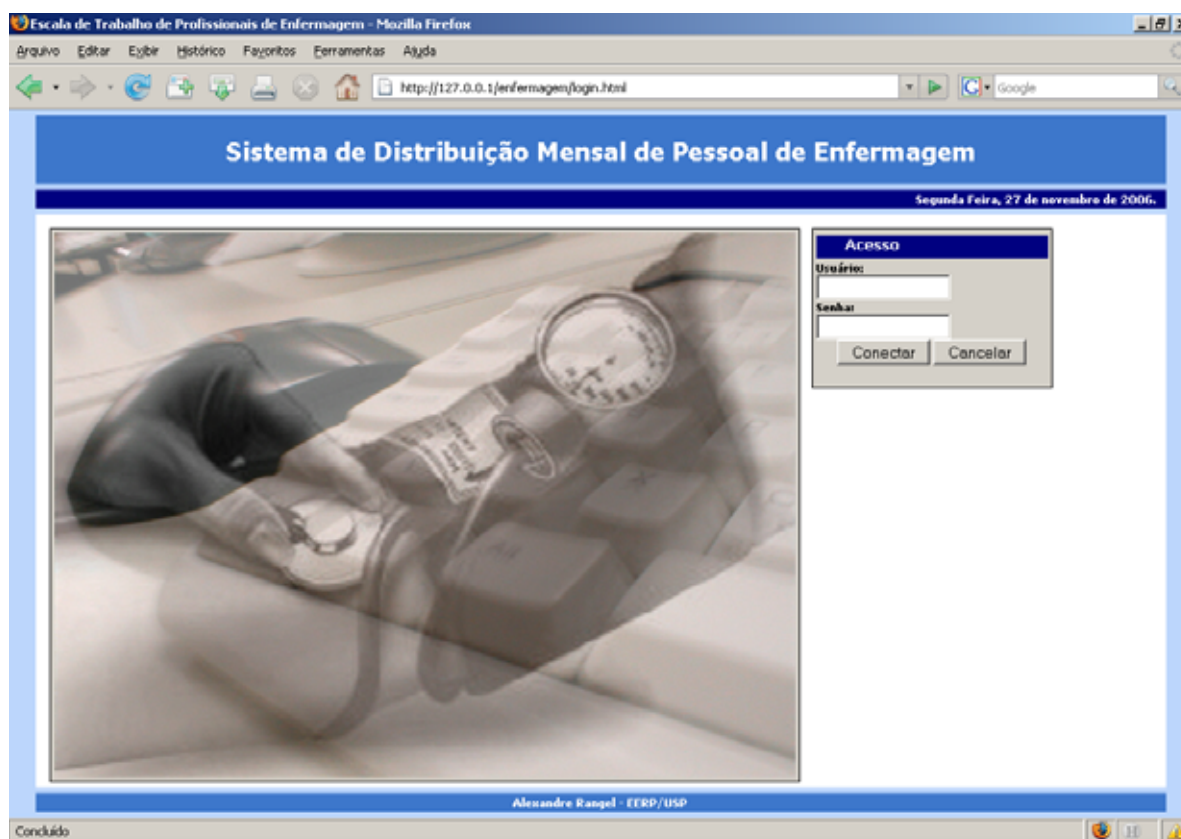 Escala de Trabalho de Profissionais de Enfermagem - Mozilla Firefox
Arquivo Editar Exibir Histórico Favoritos Ferramentas Ajuda
http://127.0.0.1/enfermagem/login.html
Google
Sistema de Distribuição Mensal de Pessoal de Enfermagem
Segunda Feira, 27 de novembro de 2006.
Acesso
Usuário:
Senha:
Conectar Cancelar
Alt
X
Alexandre Rangel - EERP/USP
Concluído